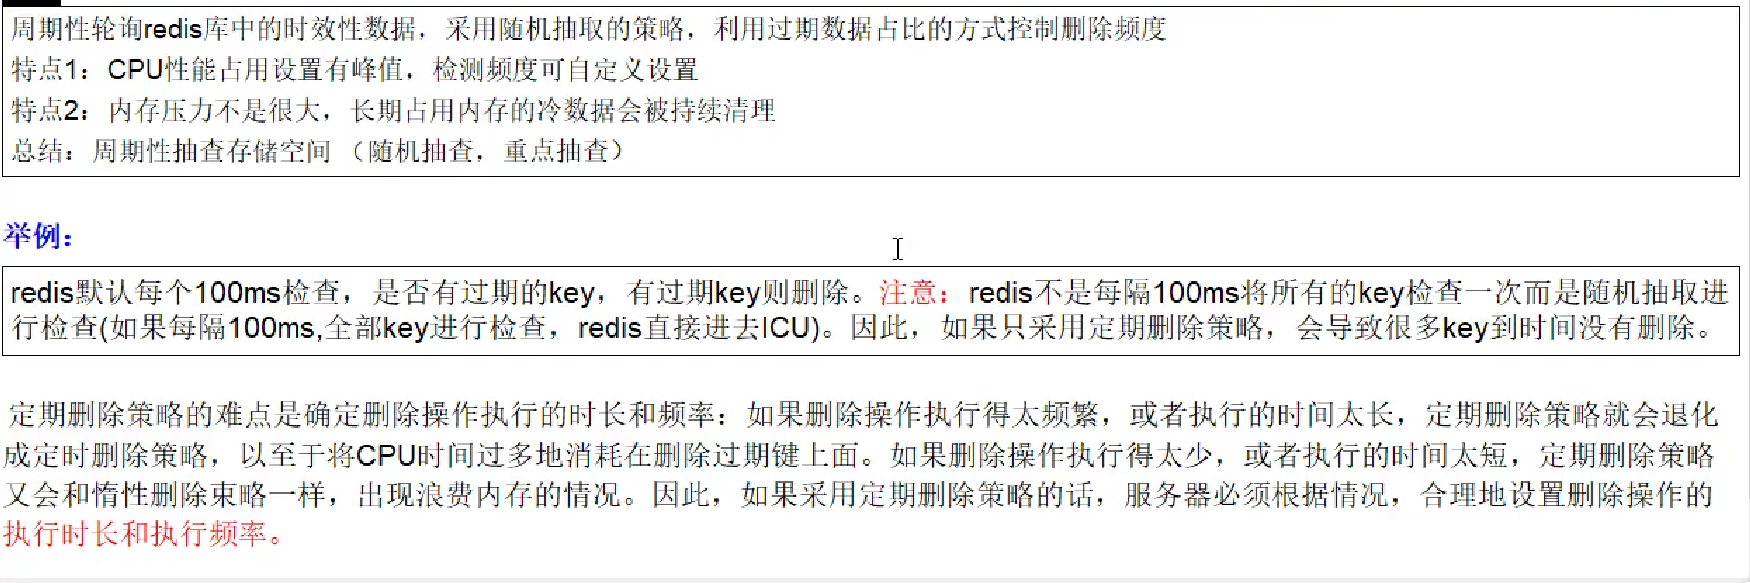 周期性轮询redis库中的时效性数据，采用随机抽取的策略，利用过期数据占比的方式控制删除频度
特点1：CPU性能占用设置有峰值，检测频度可自定义设置
特点2：内存压力不是很大，长期占用内存的冷数据会被持续清理
总结：周期性抽查存储空间 （随机抽查，重点抽查）
举例：
redis默认每个100ms检查，是否有过期的key，有过期key则删除。注意：redis不是每隔100ms将所有的key检查一次而是随机抽取进
行检查(如果每隔100ms,全部key进行检查，redis直接进去ICU)。因此，如果只采用定期删除策略，会导致很多key到时间没有删除。
定期删除策略的难点是确定删除操作执行的时长和频率：如果删除操作执行得太频繁，或者执行的时间太长，定期删除策略就会退化
成定时删除策略，以至于将CPU时间过多地消耗在删除过期键上面。如果删除操作执行得太少，或者执行的时间太短，定期删除策略
又会和惰性删除束略一样，出现浪费内存的情况。因此，如果采用定期删除策略的话，服务器必须根据情况，合理地设置删除操作的
执行时长和执行频率。